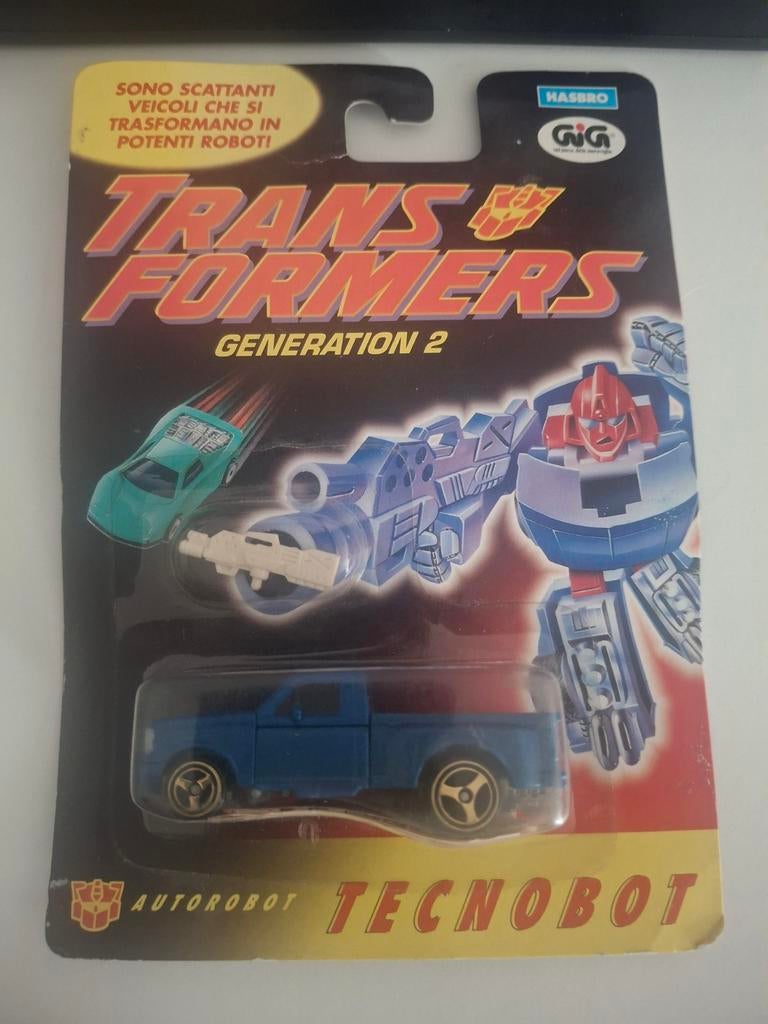 SONO SCATTANTI
VEICOLI CHE SI
TRASFORMANO IN
POTENTI ROBOT!
HASBRO
GiG
TRANS
FORMERS
GENERATION 2
AUTOROBOT
TECNOBOT